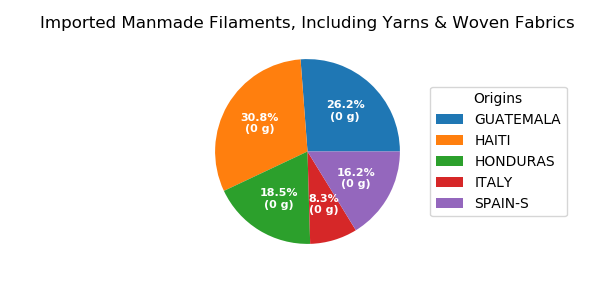 Imported Manmade Filaments, Including Yarns & Woven Fabrics
26.2%
(0 g)
30.8%
(0 g)
18.5%
(0 g)
8.3%
(0 g)
16.2%
(0 g)
Origins
GUATEMALA
HAITI
HONDURAS
ITALY
SPAIN-S